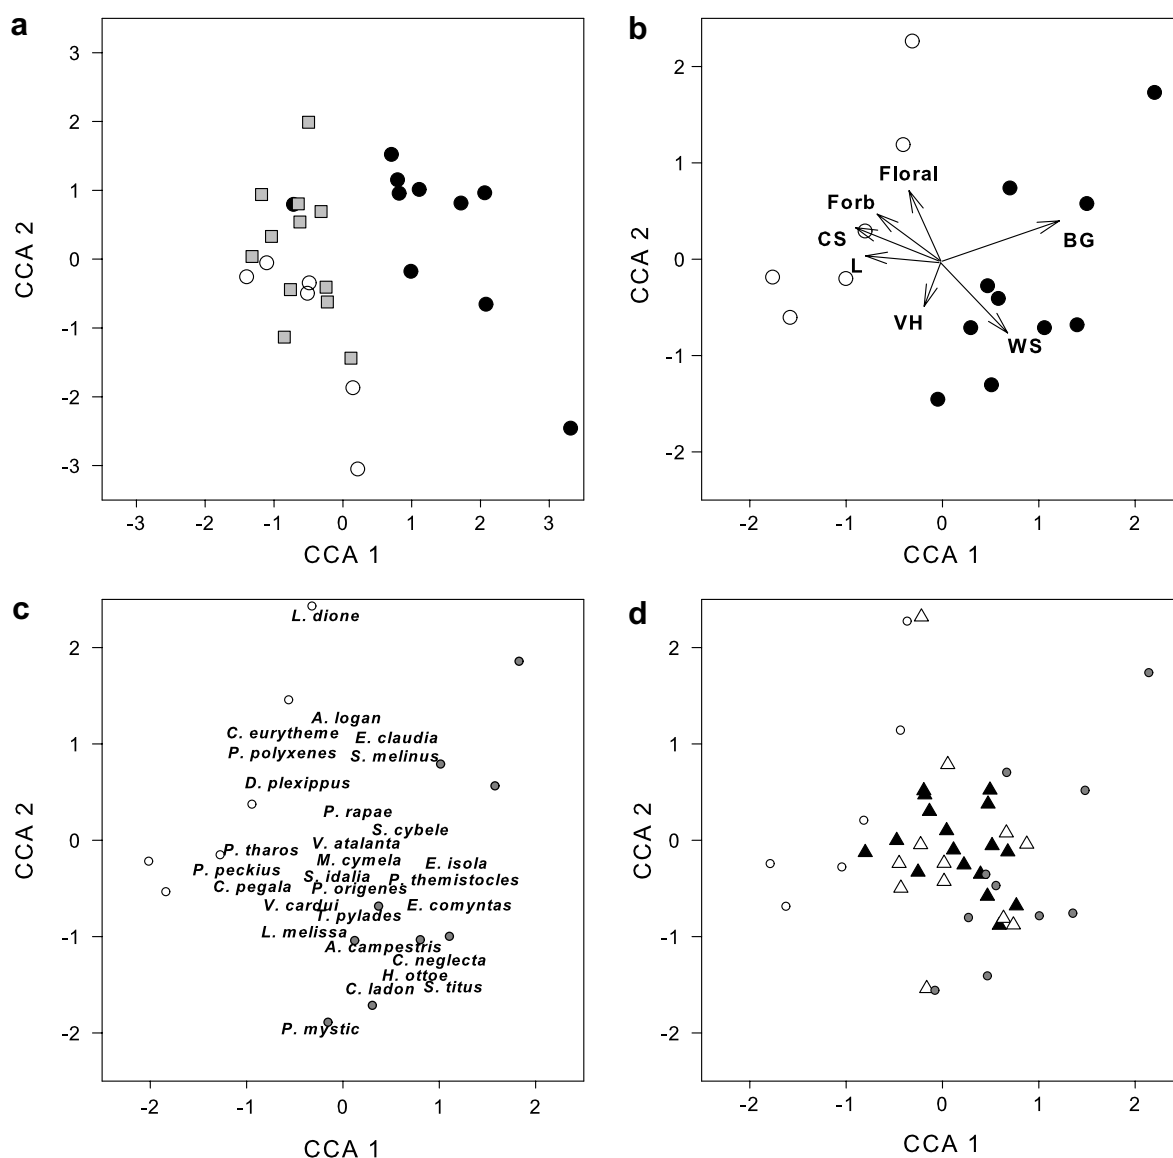 a
3
2
1
0
-1
-2
-3
CCA 2
-3 -2 -1 0 1 2 3
CCA 1
b
2
1
0
-1
-2
CCA 2
Floral
Forb
CS
L
BG
VH
WS
-2 -1 0 1 2
CCA 1
c
2
1
0
-1
-2
CCA 2
L. dione
A. logan
C. eurytheme
E. claudia
P. polyxenes
S. melinus
D. plexippus
P. rapae
S. cybele
V. atalanta
P. tharos
M. cymela
E. isola
P. peckius
S. idalia
P. themistocles
C. pegala
P. origenes
V. cardui
E. comyntas
T. pylades
L. melissa
A. campestris
C. neglecta
H. ottoe
C. ladon
S. titus
P. mystic
-2 -1 0 1 2
CCA 1
d
2
1
0
-1
-2
CCA 2
-2 -1 0 1 2
CCA 1